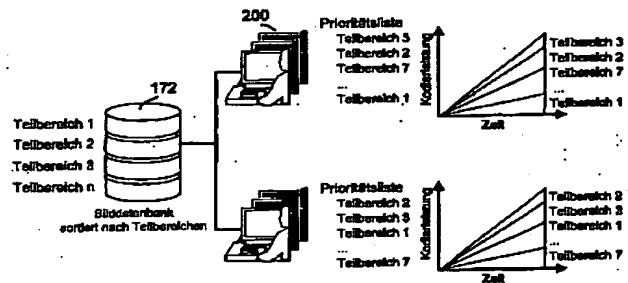 200
Prioritätsliste
Teilbereich 3
Teilbereich 2
Teilbereich 7
...
Teilbereich 1
Kodierleistung
Zeit
Teilbereich 3
Teilbereich 2
Teilbereich 7
...
Teilbereich 1
172
Teilbereich 1
Teilbereich 2
Teilbereich 3
Teilbereich n
Bilddatenbank
sortiert nach Teilbereichen
Prioritätsliste
Teilbereich 2
Teilbereich 3
Teilbereich 1
...
Teilbereich 7
Kodierleistung
Zeit
Teilbereich 2
Teilbereich 3
Teilbereich 1
...
Teilbereich 7